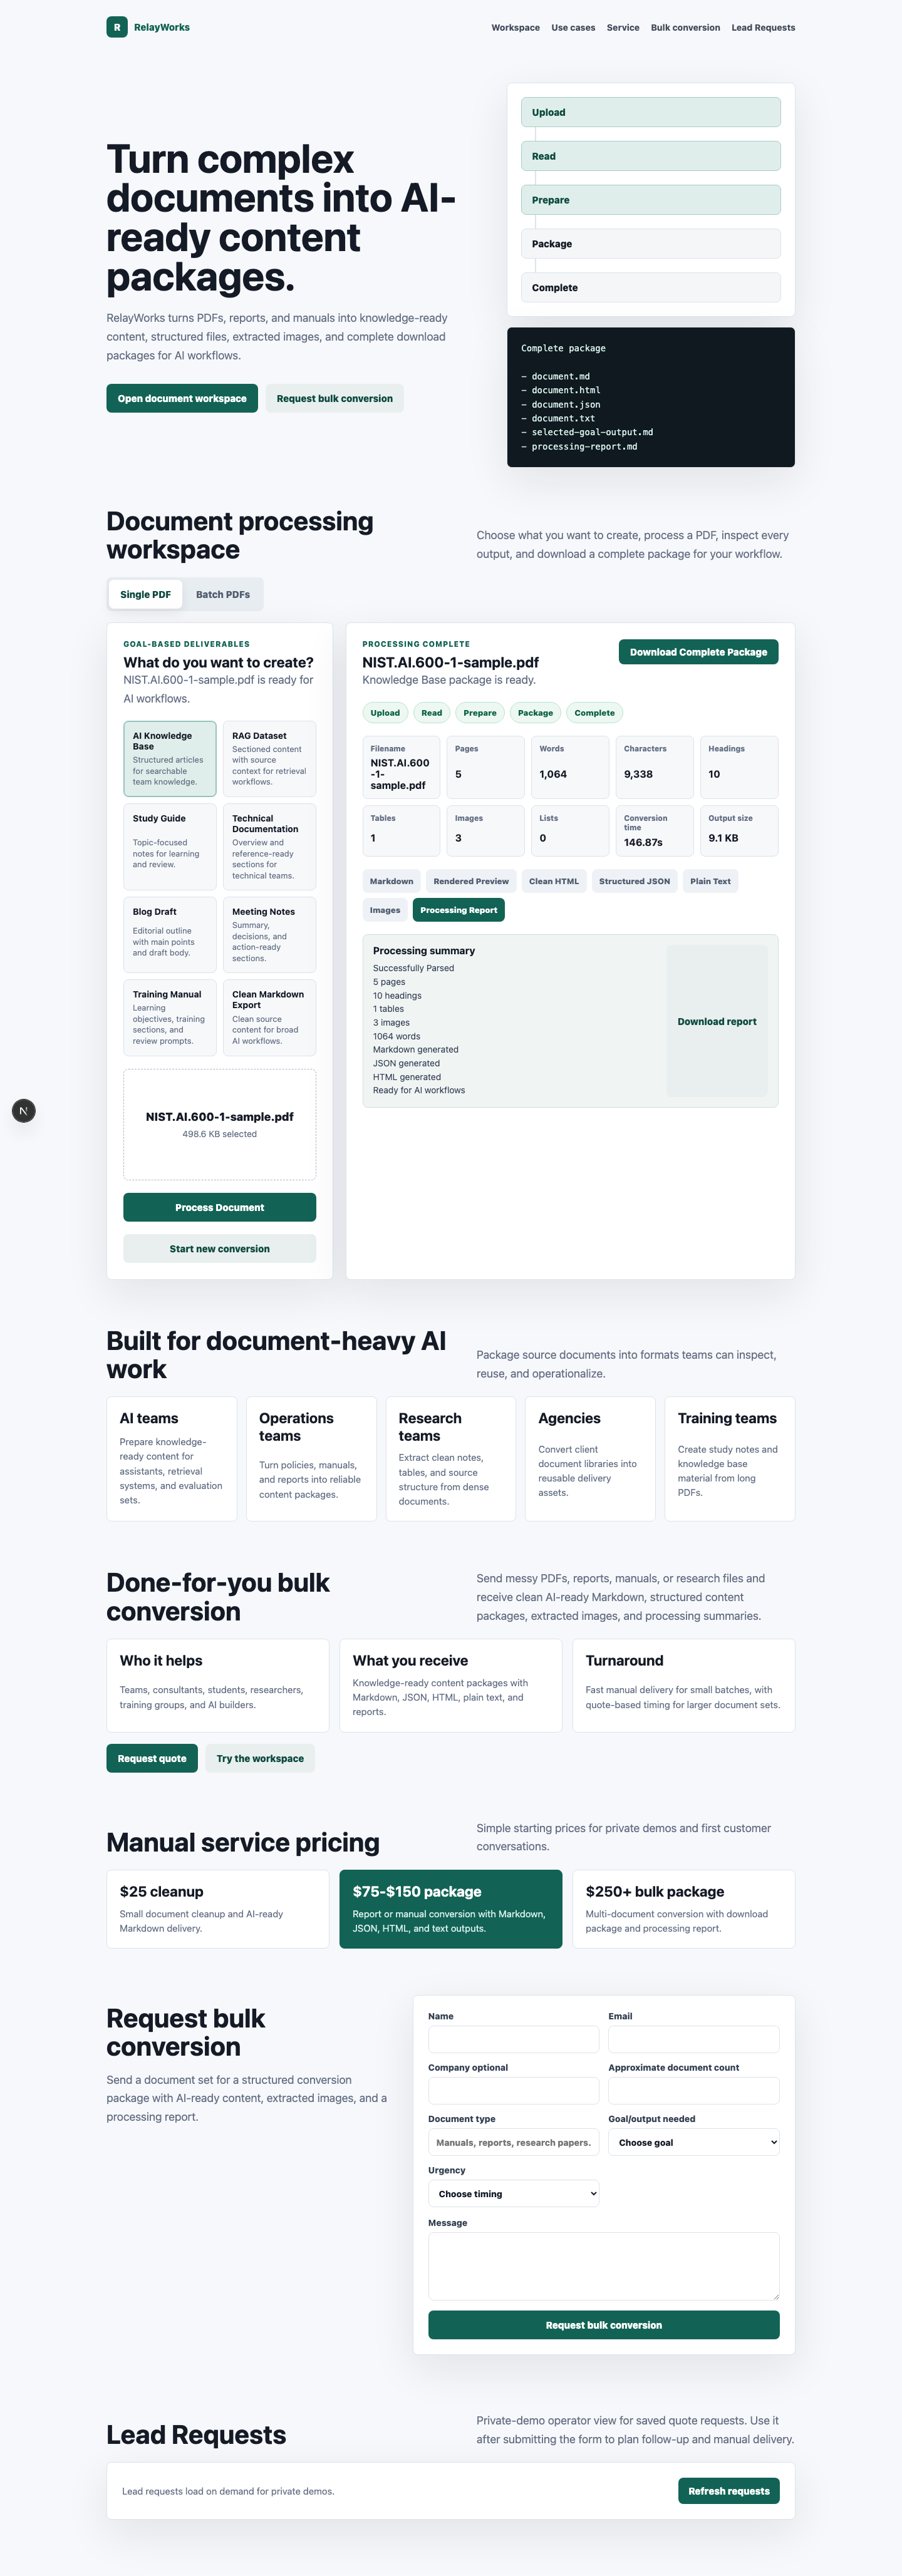 R RelayWorks
Workspace Use cases Service Bulk conversion Lead Requests
Turn complex
documents into AI-
ready content
packages.
RelayWorks turns PDFs, reports, and manuals into knowledge-ready
content, structured files, extracted images, and complete download
packages for AI workflows.
Open document workspace
Request bulk conversion
Upload
Read
Prepare
Package
Complete
Complete package
- document.md
- document.html
- document.json
- document.txt
- selected-goal-output.md
- processing-report.md
Document processing
workspace
Choose what you want to create, process a PDF, inspect every
output, and download a complete package for your workflow.
Single PDF
Batch PDFs
GOAL-BASED DELIVERABLES
What do you want to create?
NIST.AI.600-1-sample.pdf is ready for
AI workflows.
AI Knowledge
Base
Structured articles
for searchable
team knowledge.
RAG Dataset
Sectioned content
with source
context for retrieval
workflows.
Study Guide
Topic-focused
notes for learning
and review.
Technical
Documentation
Overview and
reference-ready
sections for
technical teams.
Blog Draft
Editorial outline
with main points
and draft body.
Meeting Notes
Summary,
decisions, and
action-ready
sections.
Training Manual
Learning
objectives, training
sections, and
review prompts.
Clean Markdown
Export
Clean source
content for broad
AI workflows.
NIST.AI.600-1-sample.pdf
498.6 KB selected
Process Document
Start new conversion
PROCESSING COMPLETE
NIST.AI.600-1-sample.pdf
Knowledge Base package is ready.
Download Complete Package
Upload
Read
Prepare
Package
Complete
Filename
NIST.AI.600
-1-
sample.pdf
Pages
5
Words
1,064
Characters
9,338
Headings
10
Tables
1
Images
3
Lists
0
Conversion
time
146.87s
Output size
9.1 KB
Markdown
Rendered Preview
Clean HTML
Structured JSON
Plain Text
Images
Processing Report
Processing summary
Successfully Parsed
5 pages
10 headings
1 tables
3 images
1064 words
Markdown generated
JSON generated
HTML generated
Ready for AI workflows
Download report
N
Built for document-heavy AI
work
Package source documents into formats teams can inspect,
reuse, and operationalize.
AI teams
Prepare knowledge-
ready content for
assistants, retrieval
systems, and evaluation
sets.
Operations
teams
Turn policies, manuals,
and reports into reliable
content packages.
Research
teams
Extract clean notes,
tables, and source
structure from dense
documents.
Agencies
Convert client
document libraries into
reusable delivery
assets.
Training teams
Create study notes and
knowledge base
material from long
PDFs.
Done-for-you bulk
conversion
Send messy PDFs, reports, manuals, or research files and
receive clean AI-ready Markdown, structured content
packages, extracted images, and processing summaries.
Who it helps
Teams, consultants, students, researchers,
training groups, and AI builders.
What you receive
Knowledge-ready content packages with
Markdown, JSON, HTML, plain text, and
reports.
Turnaround
Fast manual delivery for small batches, with
quote-based timing for larger document sets.
Request quote
Try the workspace
Manual service pricing
Simple starting prices for private demos and first customer
conversations.
$25 cleanup
Small document cleanup and AI-ready
Markdown delivery.
$75-$150 package
Report or manual conversion with Markdown,
JSON, HTML, and text outputs.
$250+ bulk package
Multi-document conversion with download
package and processing report.
Request bulk
conversion
Send a document set for a structured conversion
package with AI-ready content, extracted images, and a
processing report.
Name
Email
Company optional
Approximate document count
Document type
Manuals, reports, research papers.
Goal/output needed
Choose goal
Urgency
Choose timing
Message
Request bulk conversion
Lead Requests
Private-demo operator view for saved quote requests. Use it
after submitting the form to plan follow-up and manual delivery.
Lead requests load on demand for private demos.
Refresh requests